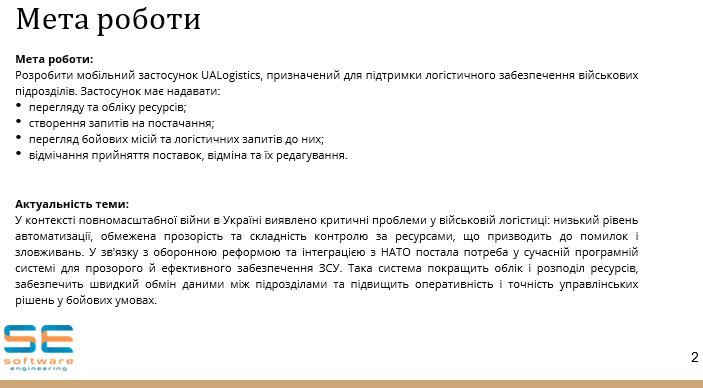 Мета роботи
Мета роботи:
Розробити мобільний застосунок UALogistics, призначений для підтримки логістичного забезпечення військових
підрозділів. Застосунок має надавати:
• перегляду та обліку ресурсів;
• створення запитів на постачання;
• перегляд бойових місій та логістичних запитів до них;
• відмічання прийняття поставок, відміна та їх редагування.
Актуальність теми:
У контексті повномасштабної війни в Україні виявлено критичні проблеми у військовій логістиці: низький рівень
автоматизації, обмежена прозорість та складність контролю за ресурсами, що призводить до помилок і
зловживань. У зв'язку з оборонною реформою та інтеграцією з НАТО постала потреба у сучасній програмній
системі для прозорого й ефективного забезпечення ЗСУ. Така система покращить облік і розподіл ресурсів,
забезпечить швидкий обмін даними між підрозділами та підвищить оперативність і точність управлінських
рішень у бойових умовах.
SE
software
engineering
2